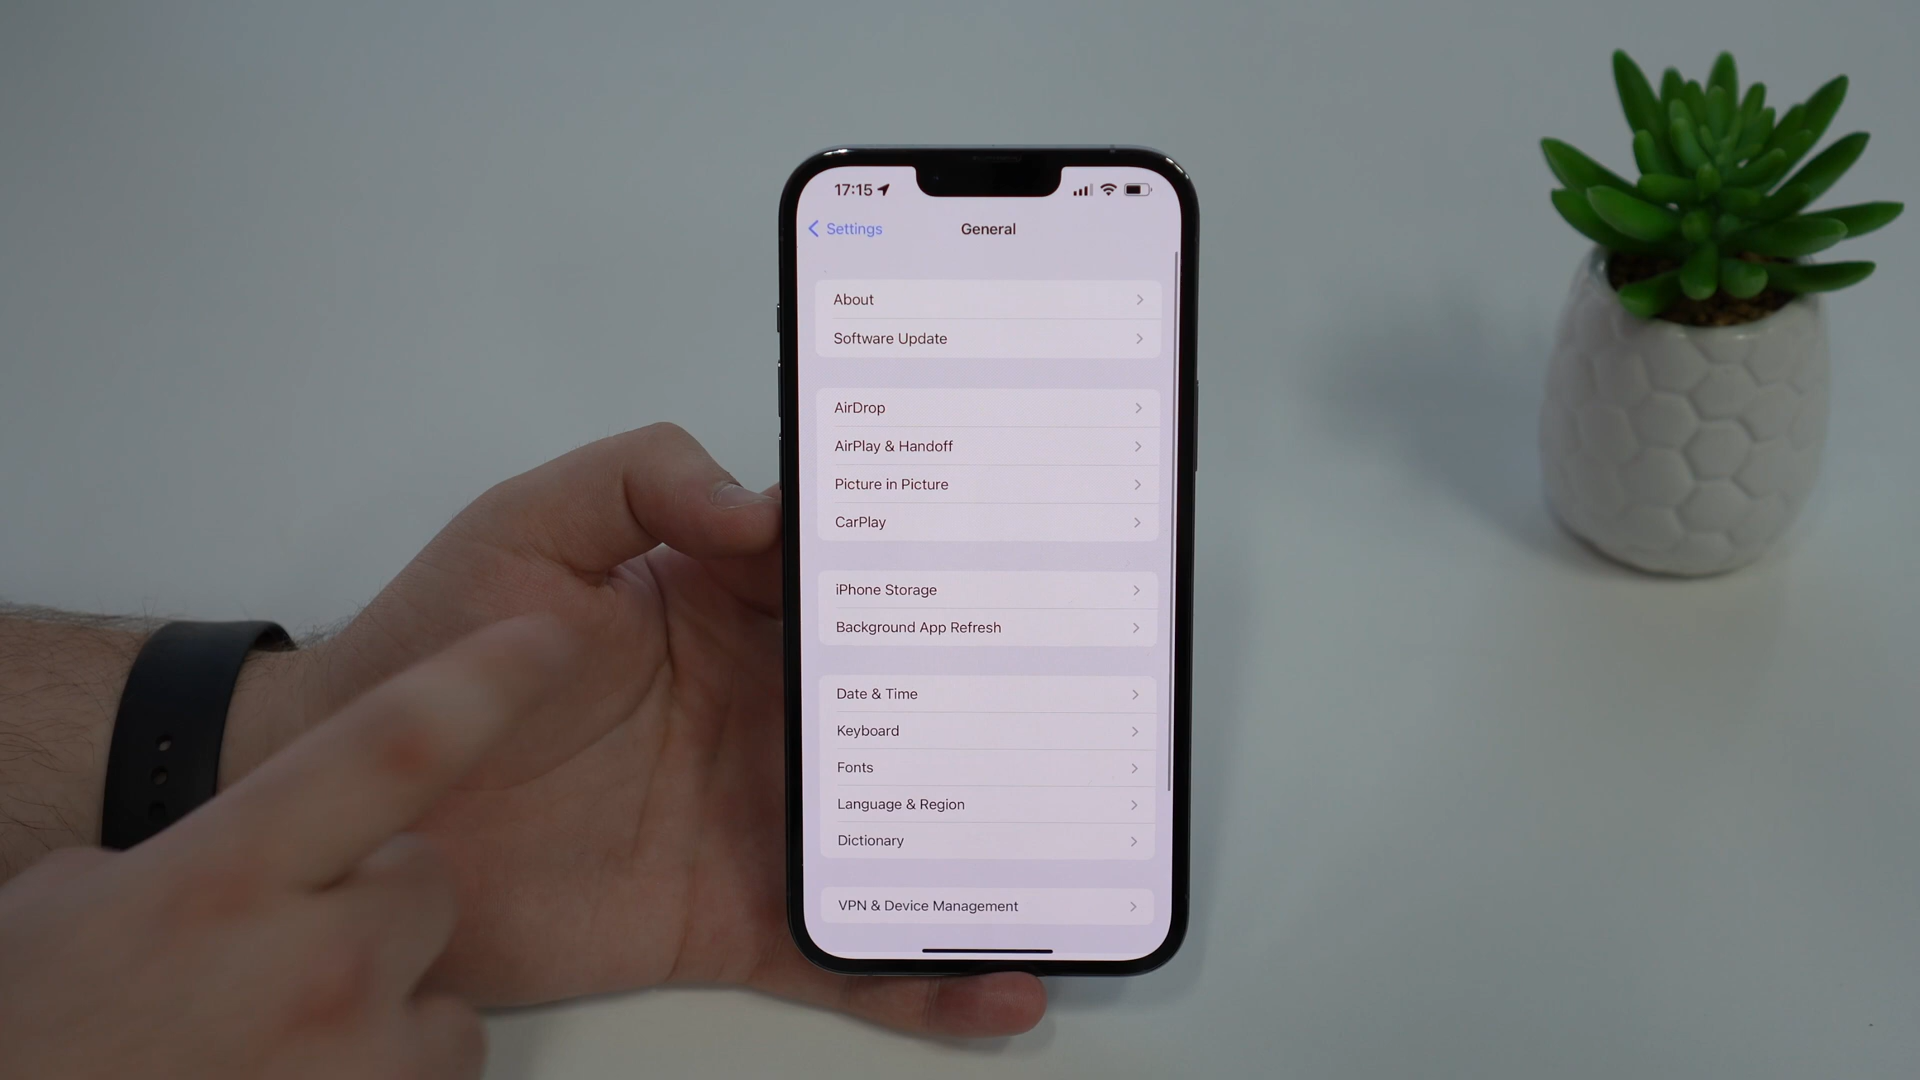 17:15
Settings
General
About
Software Update
AirDrop
AirPlay & Handoff
Picture in Picture
CarPlay
iPhone Storage
Background App Refresh
Date & Time
Keyboard
Fonts
Language & Region
Dictionary
VPN & Device Management